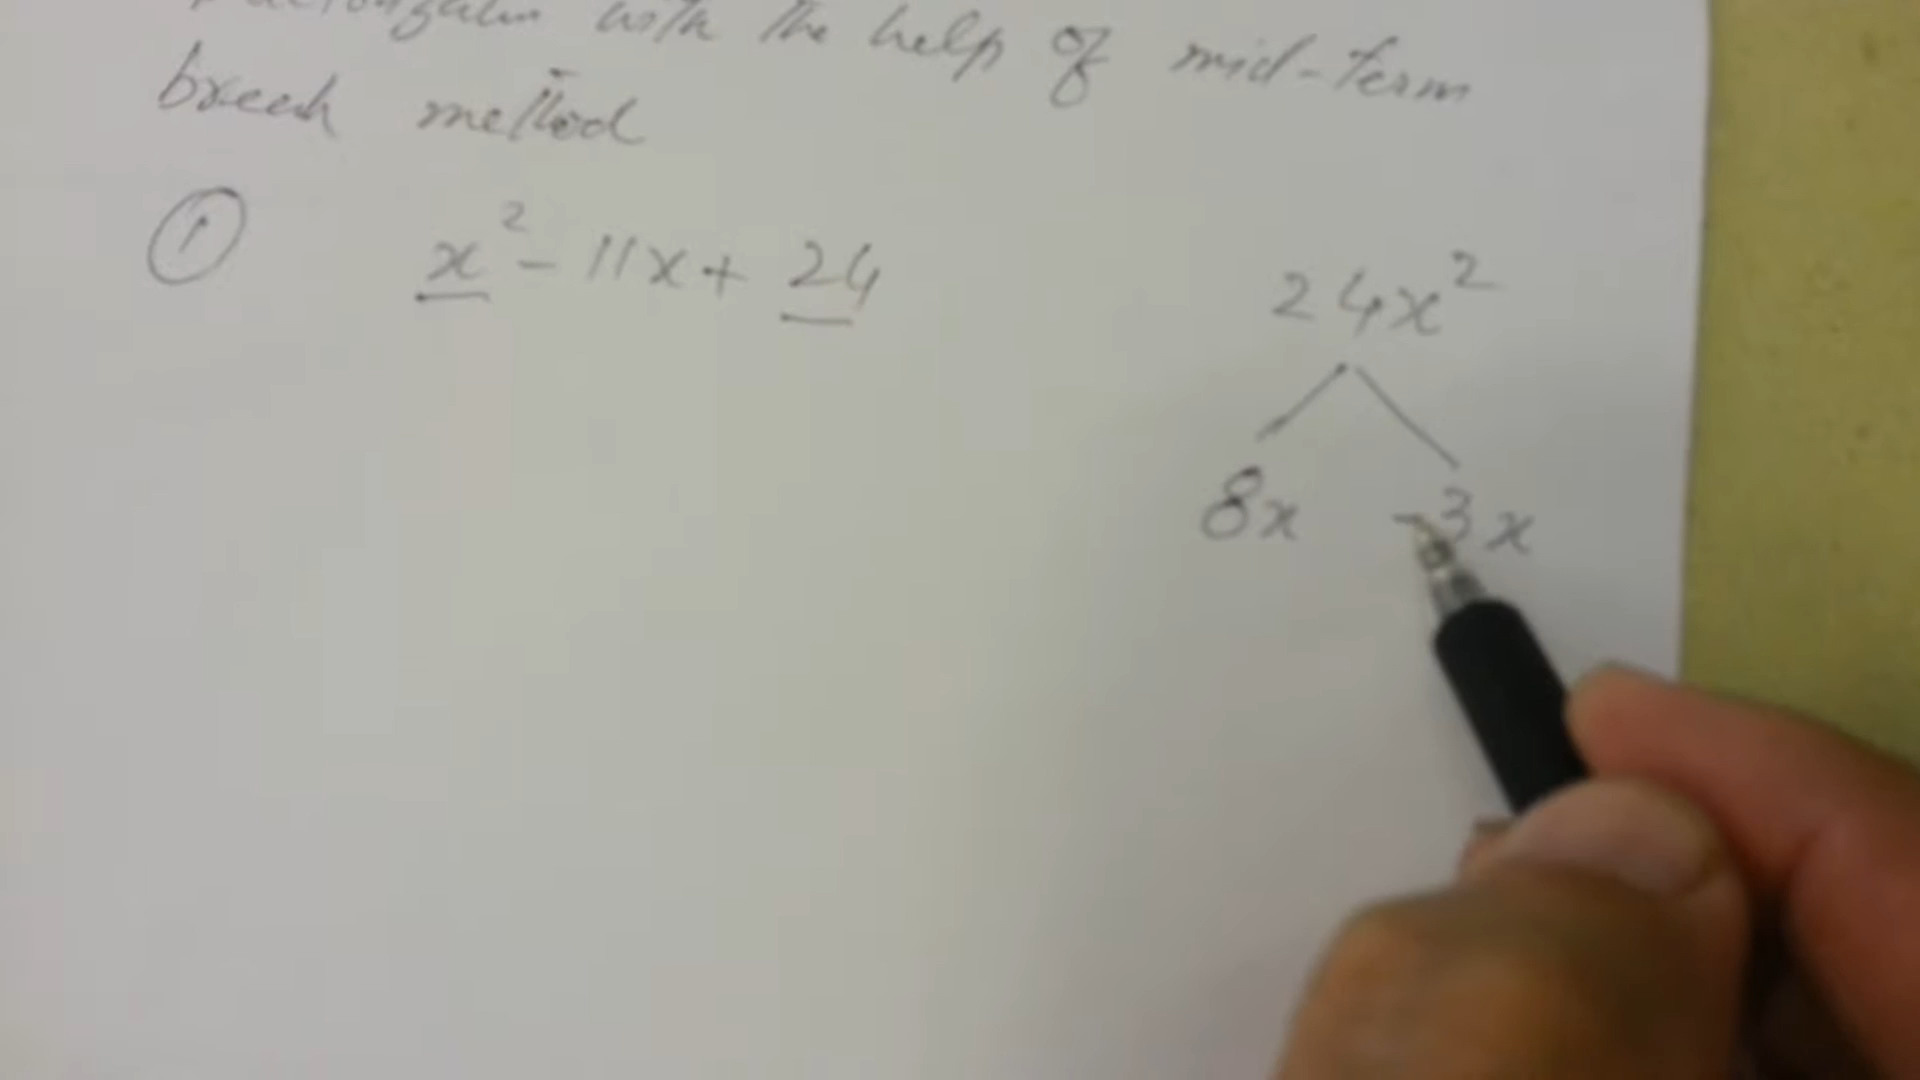 with the help of mid-term
break method
① x² - 11x + 24
24x²
8x -3x